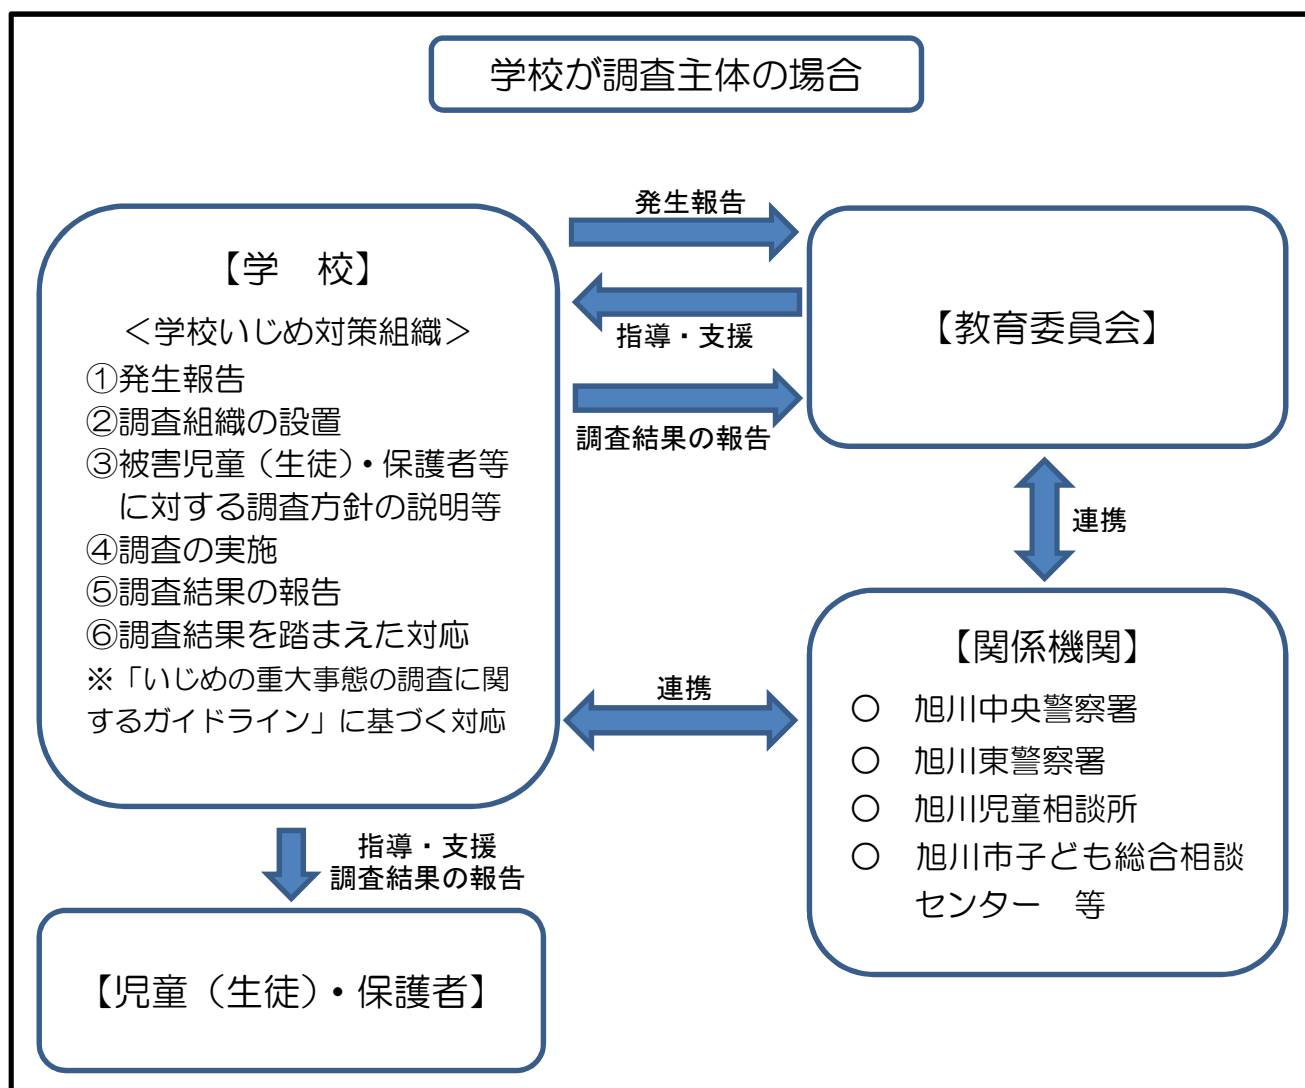 学校が調査主体の場合
【学　校】
＜学校いじめ対策組織＞
①発生報告
②調査組織の設置
③被害児童（生徒）・保護者等
に対する調査方針の説明等
④調査の実施
⑤調査結果の報告
⑥調査結果を踏まえた対応
※「いじめの重大事態の調査に関
するガイドライン」に基づく対応
発生報告
指導・支援
調査結果の報告
【教育委員会】
連携
連携
【関係機関】
○　旭川中央警察署
○　旭川東警察署
○　旭川児童相談所
○　旭川市子ども総合相談
センター　等
指導・支援
調査結果の報告
【児童（生徒）・保護者】